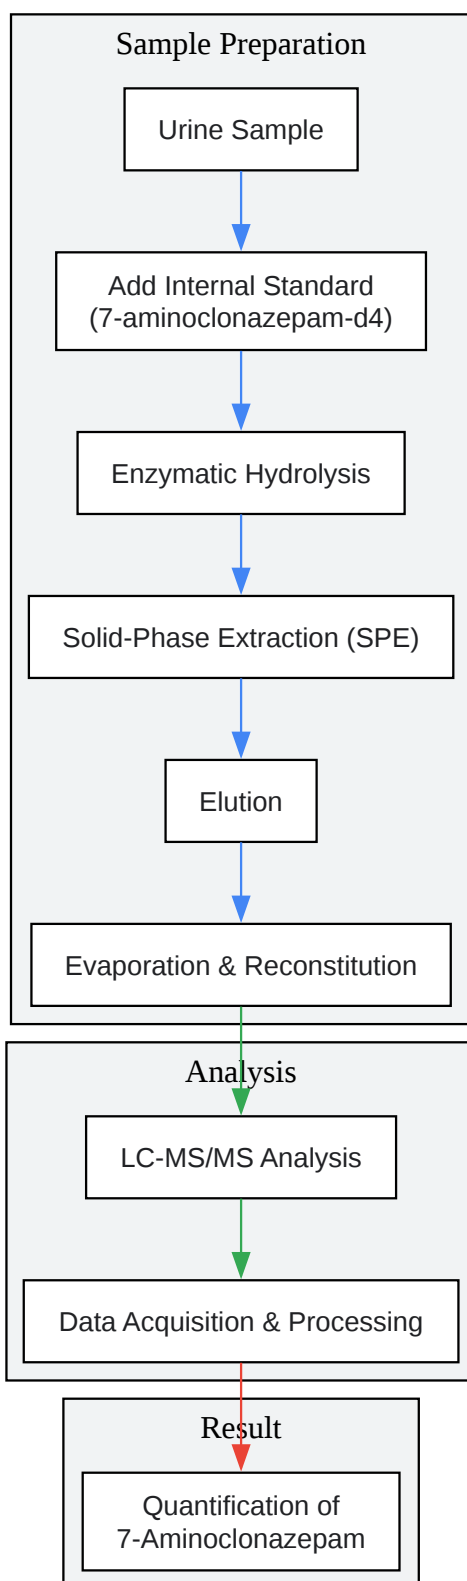 Sample Preparation
Urine Sample
Add Internal Standard
(7-aminoclonazepam-d4)
Enzymatic Hydrolysis
Solid-Phase Extraction (SPE)
Elution
Evaporation & Reconstitution
Analysis
LC-MS/MS Analysis
Data Acquisition & Processing
Result
Quantification of
7-Aminoclonazepam